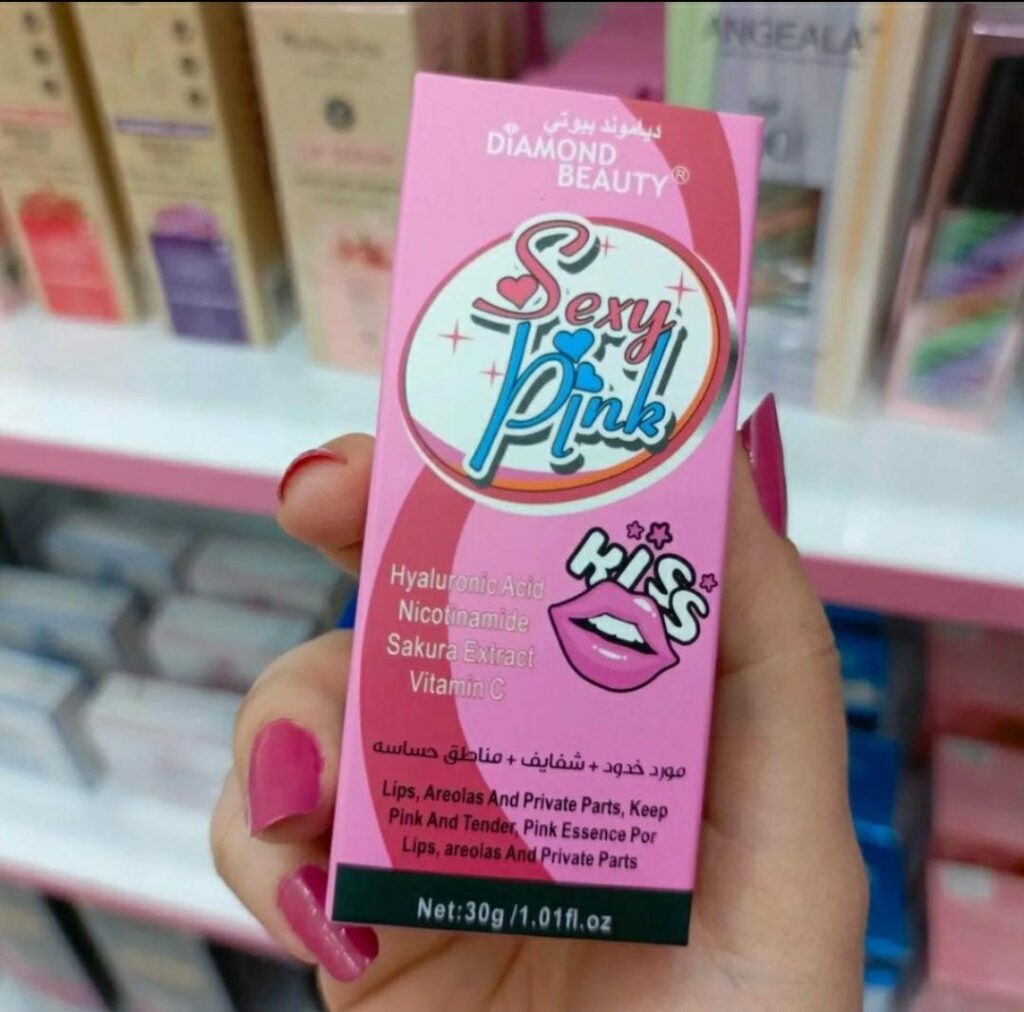 ANGEALA
دياموند بيوتي
DIAMOND
BEAUTY®
Sexy
Pink
KISS
Hyaluronic Acid
Nicotinamide
Sakura Extract
Vitamin C
مورد خدود + شفايف + مناطق حساسه
Lips, Areolas And Private Parts, Keep
Pink And Tender, Pink Essence Por
Lips, areolas And Private Parts
Net:30g/1.01fl.oz